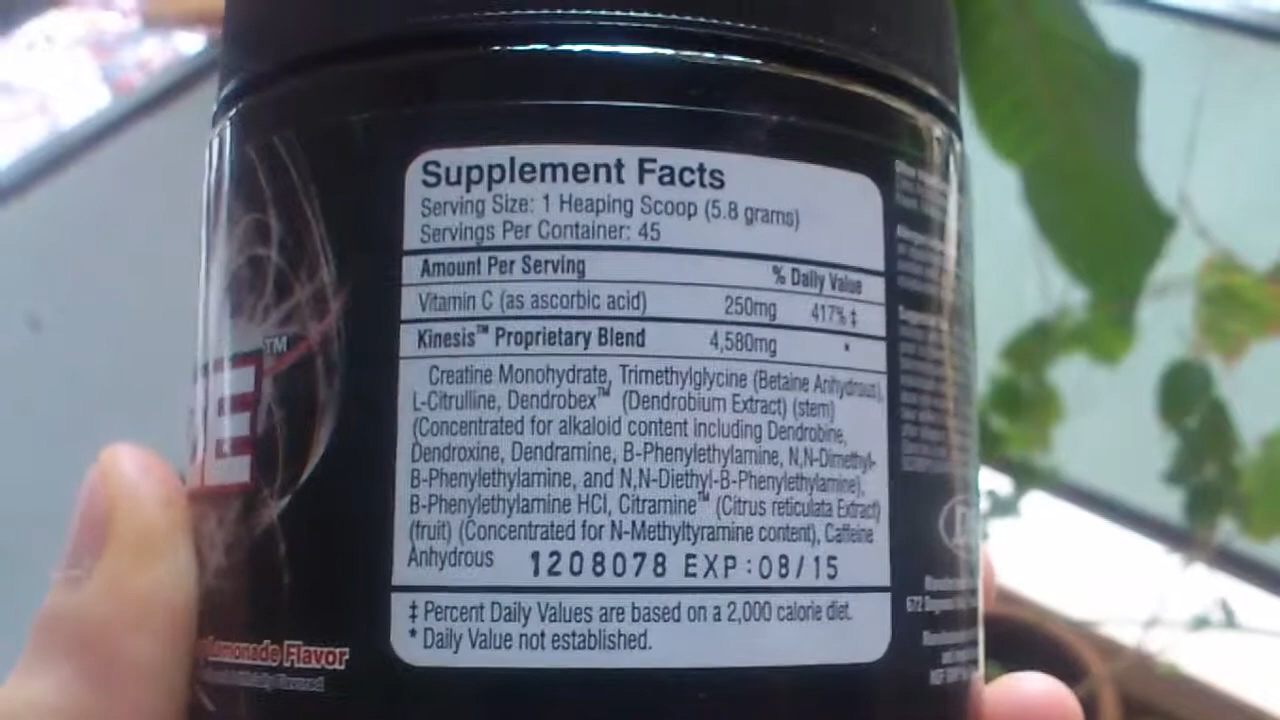 Supplement Facts
Serving Size: 1 Heaping Scoop (5.8 grams)
Servings Per Container: 45
Amount Per Serving % Daily Value
Vitamin C (as ascorbic acid) 250mg 417% ‡
Kinesis™ Proprietary Blend 4,580mg *
Creatine Monohydrate, Trimethylglycine (Betaine Anhydrous),
L-Citrulline, Dendrobex™ (Dendrobium Extract) (stem)
(Concentrated for alkaloid content including Dendrobine,
Dendroxine, Dendramine, B-Phenylethylamine, N,N-Dimethyl-
B-Phenylethylamine, and N,N-Diethyl-B-Phenylethylamine),
B-Phenylethylamine HCl, Citramine™ (Citrus reticulata Extract)
(fruit) (Concentrated for N-Methyltyramine content), Caffeine
Anhydrous
1208078 EXP:08/15
‡ Percent Daily Values are based on a 2,000 calorie diet.
* Daily Value not established.
E™
Flavor
672